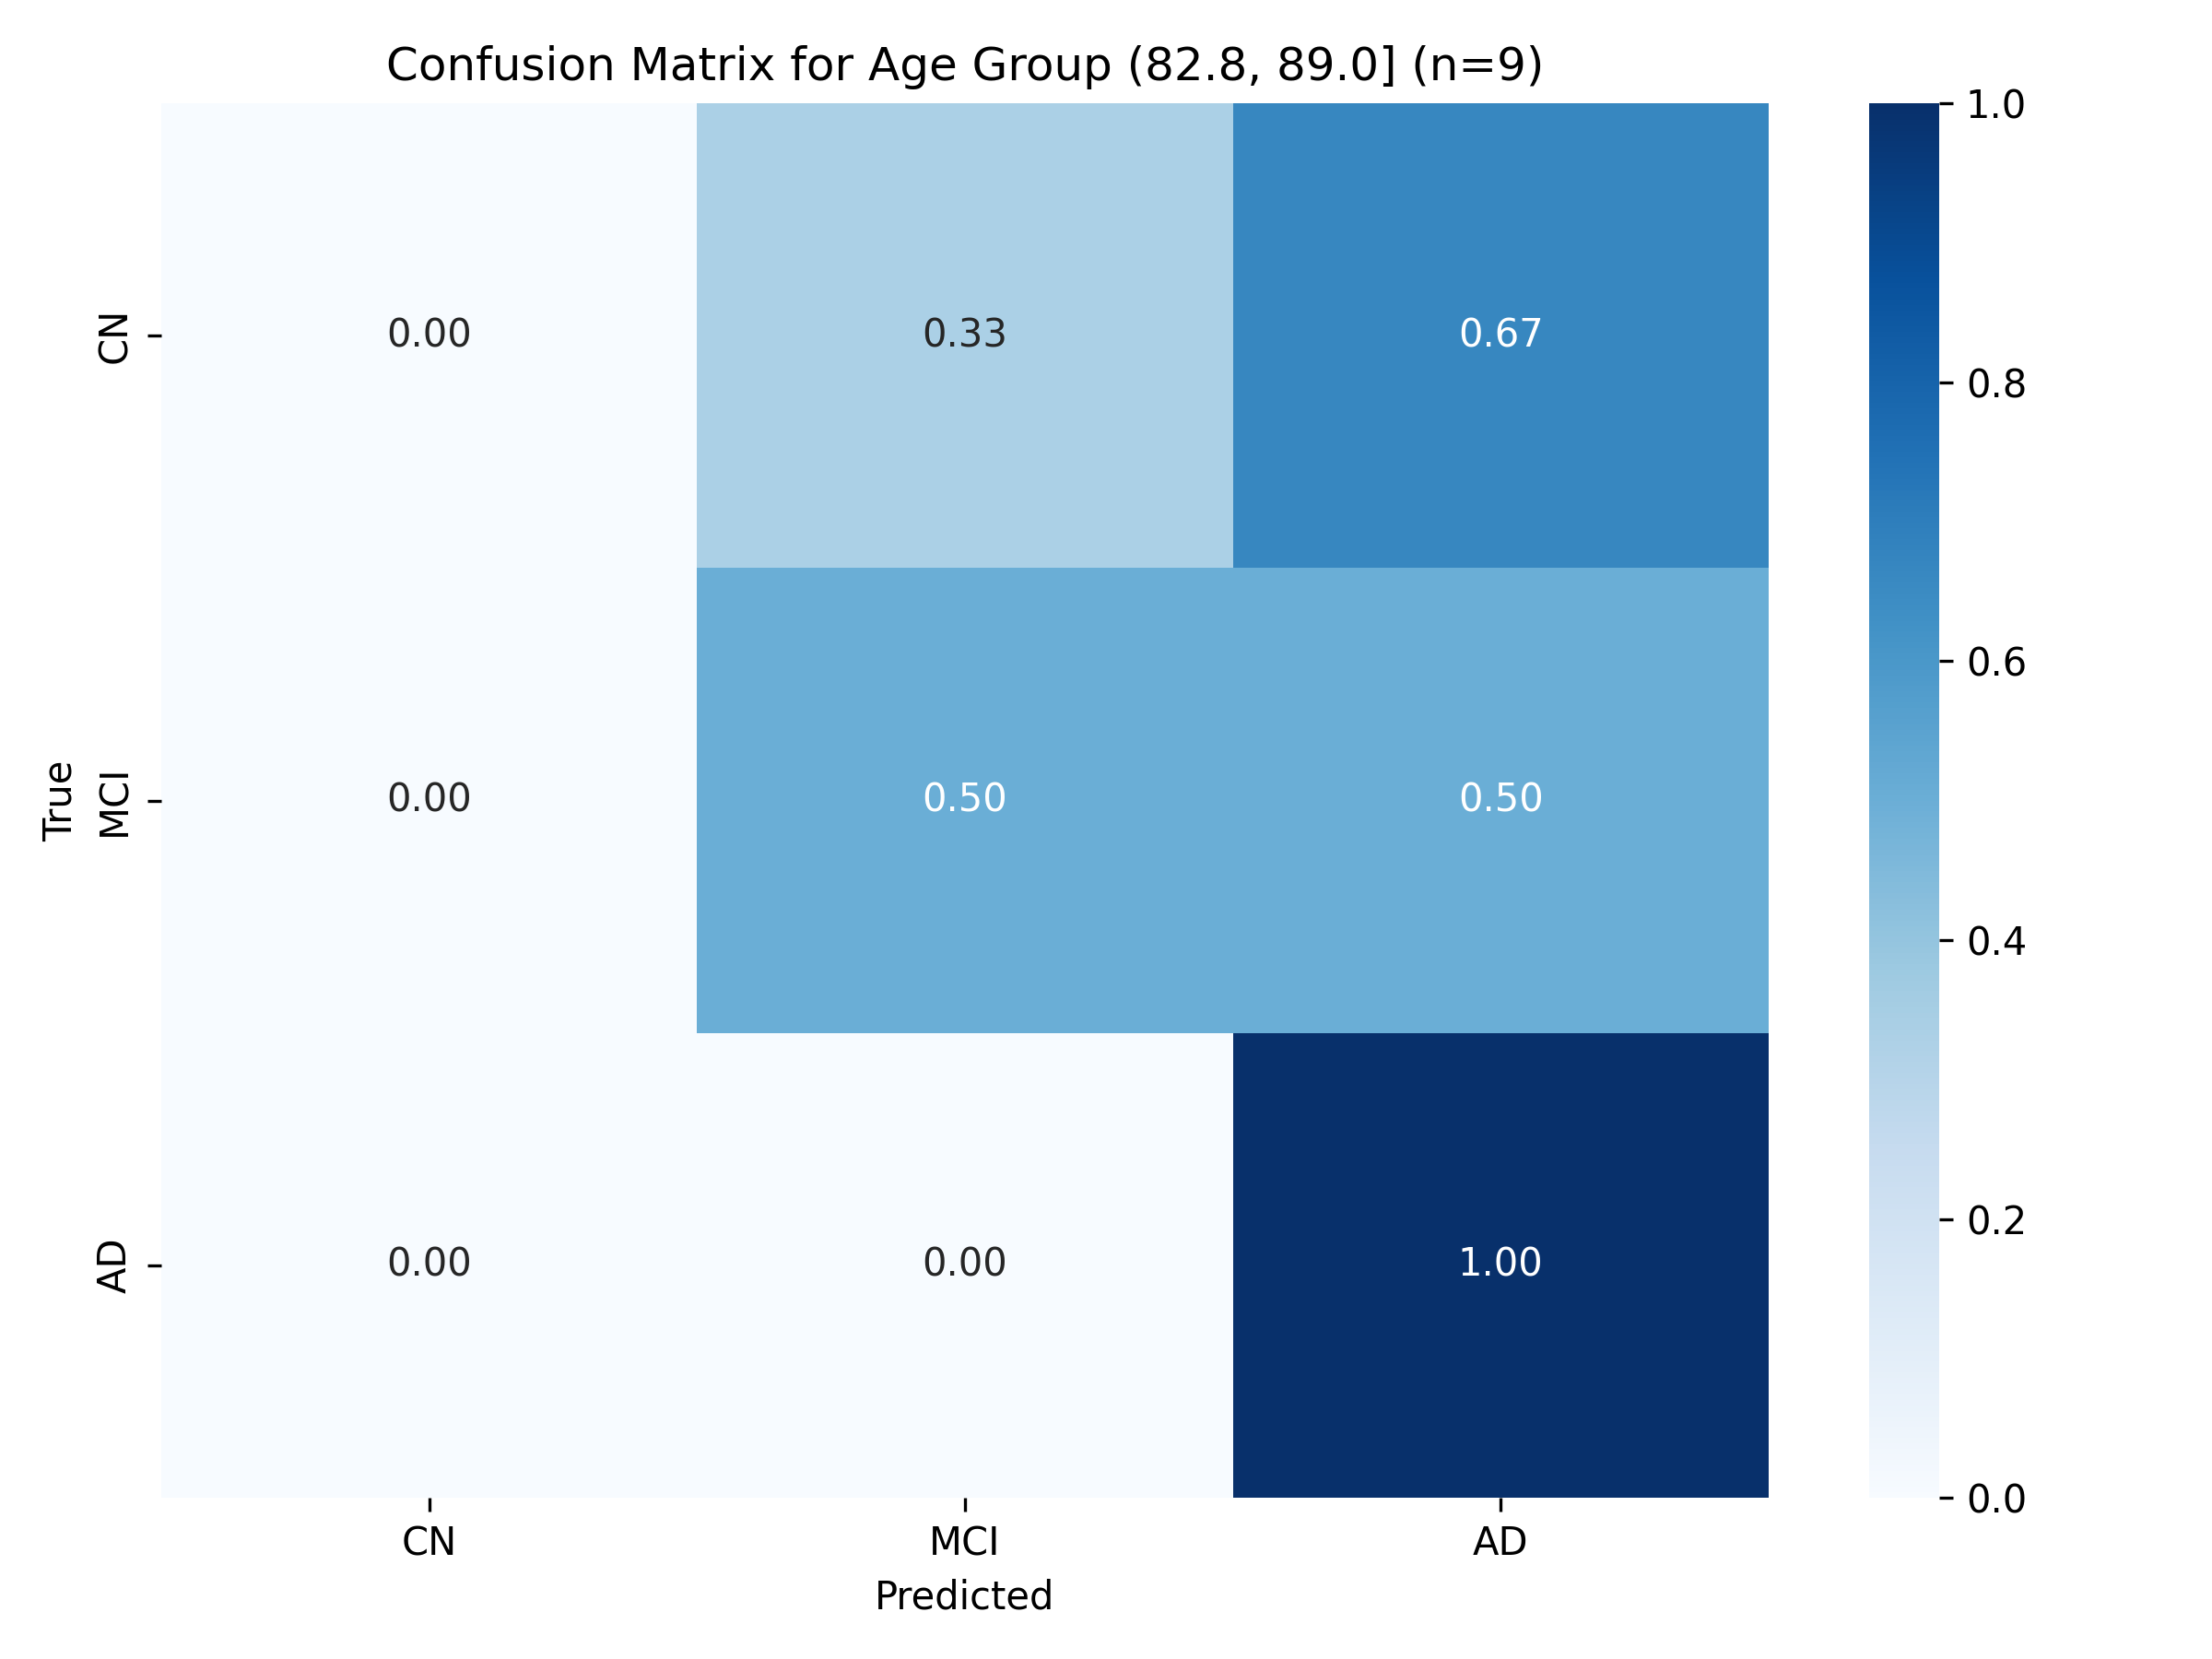 Confusion Matrix for Age Group (82.8, 89.0] (n=9)
True
CN
0.00 0.33 0.67
MCI
0.00 0.50 0.50
AD
0.00 0.00 1.00
CN MCI AD
Predicted
1.0
0.8
0.6
0.4
0.2
0.0